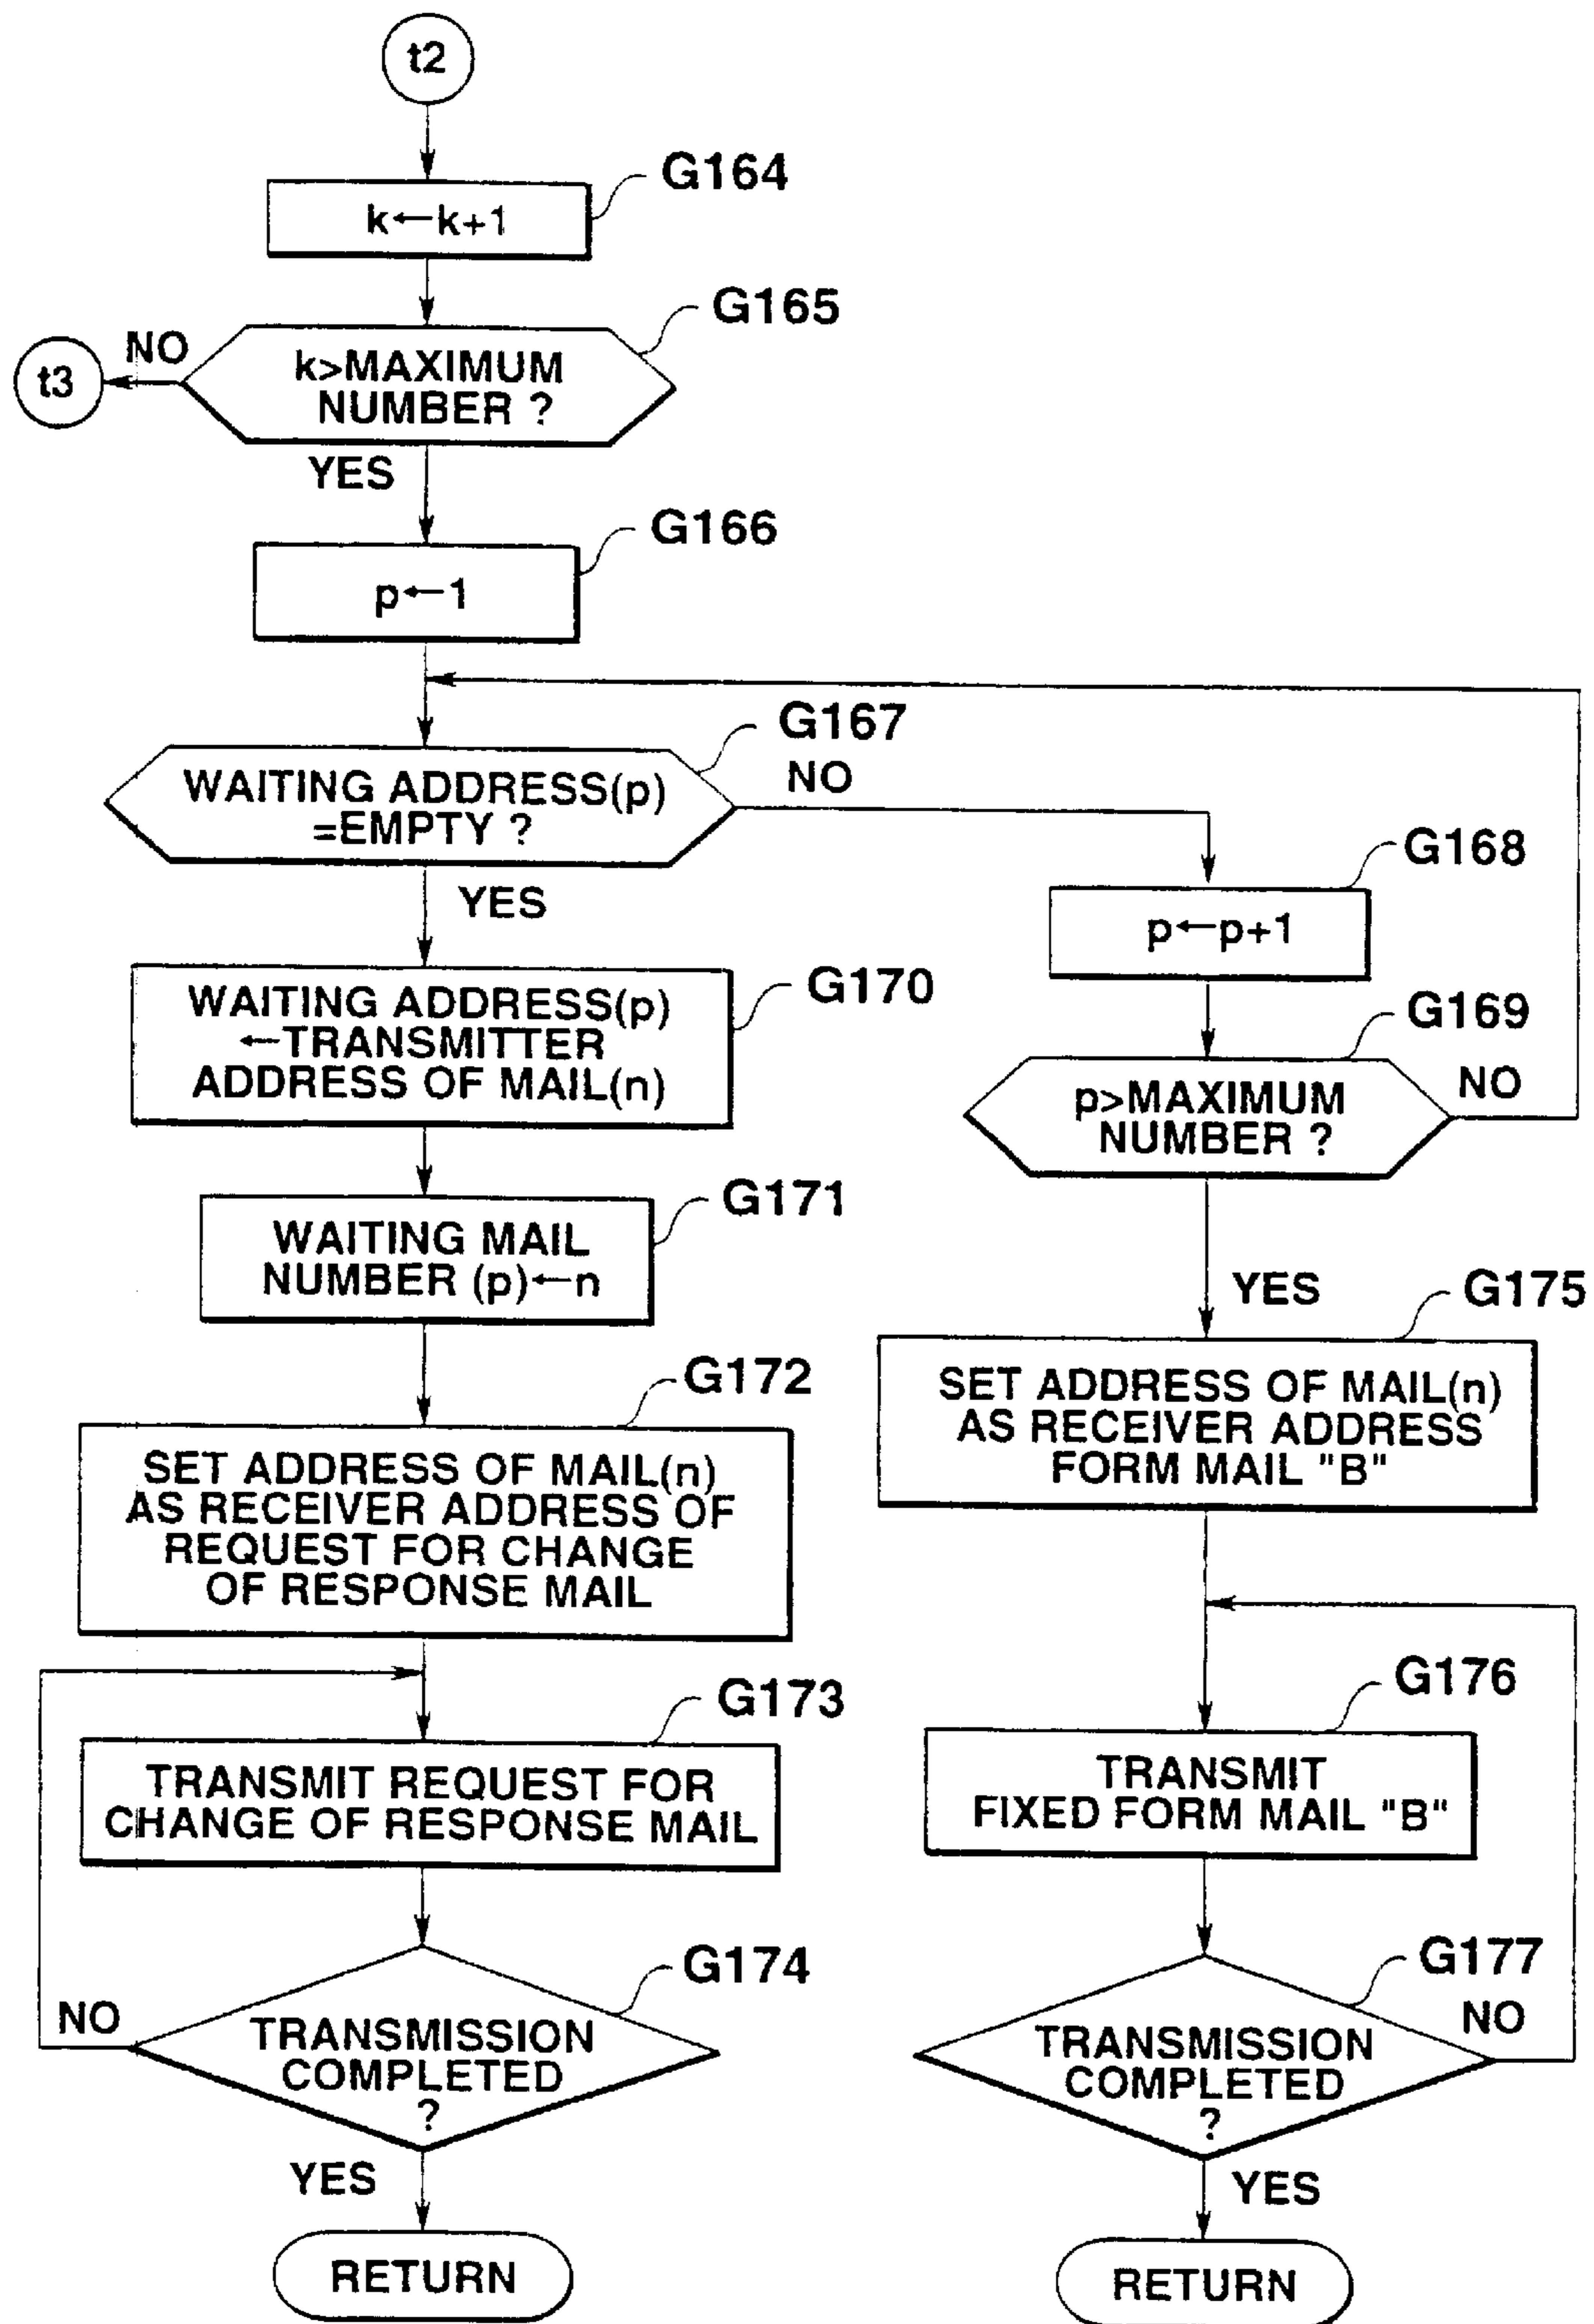 t2
G164
k←k+1
G165
k>MAXIMUM
NUMBER ?
NO
t3
YES
G166
p←1
G167
WAITING ADDRESS(p)
=EMPTY ?
NO
YES
G168
p←p+1
G169
p>MAXIMUM
NUMBER ?
NO
YES
G170
WAITING ADDRESS(p)
←TRANSMITTER
ADDRESS OF MAIL(n)
G171
WAITING MAIL
NUMBER (p)←n
G172
SET ADDRESS OF MAIL(n)
AS RECEIVER ADDRESS OF
REQUEST FOR CHANGE
OF RESPONSE MAIL
G173
TRANSMIT REQUEST FOR
CHANGE OF RESPONSE MAIL
G174
TRANSMISSION
COMPLETED
?
NO
YES
RETURN
G175
SET ADDRESS OF MAIL(n)
AS RECEIVER ADDRESS
FORM MAIL "B"
G176
TRANSMIT
FIXED FORM MAIL "B"
G177
TRANSMISSION
COMPLETED
?
NO
YES
RETURN